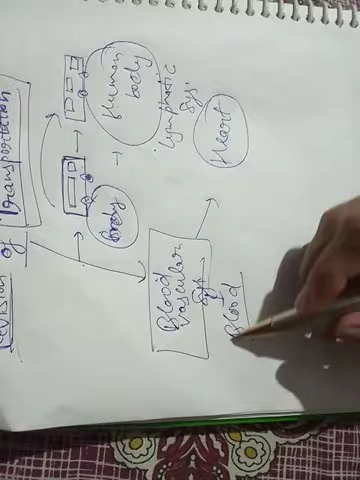 Revision of
Transportation
Body
Human
body
Lymphatic
Sys.
Heart
Blood
Vascular
Sys.
Blood